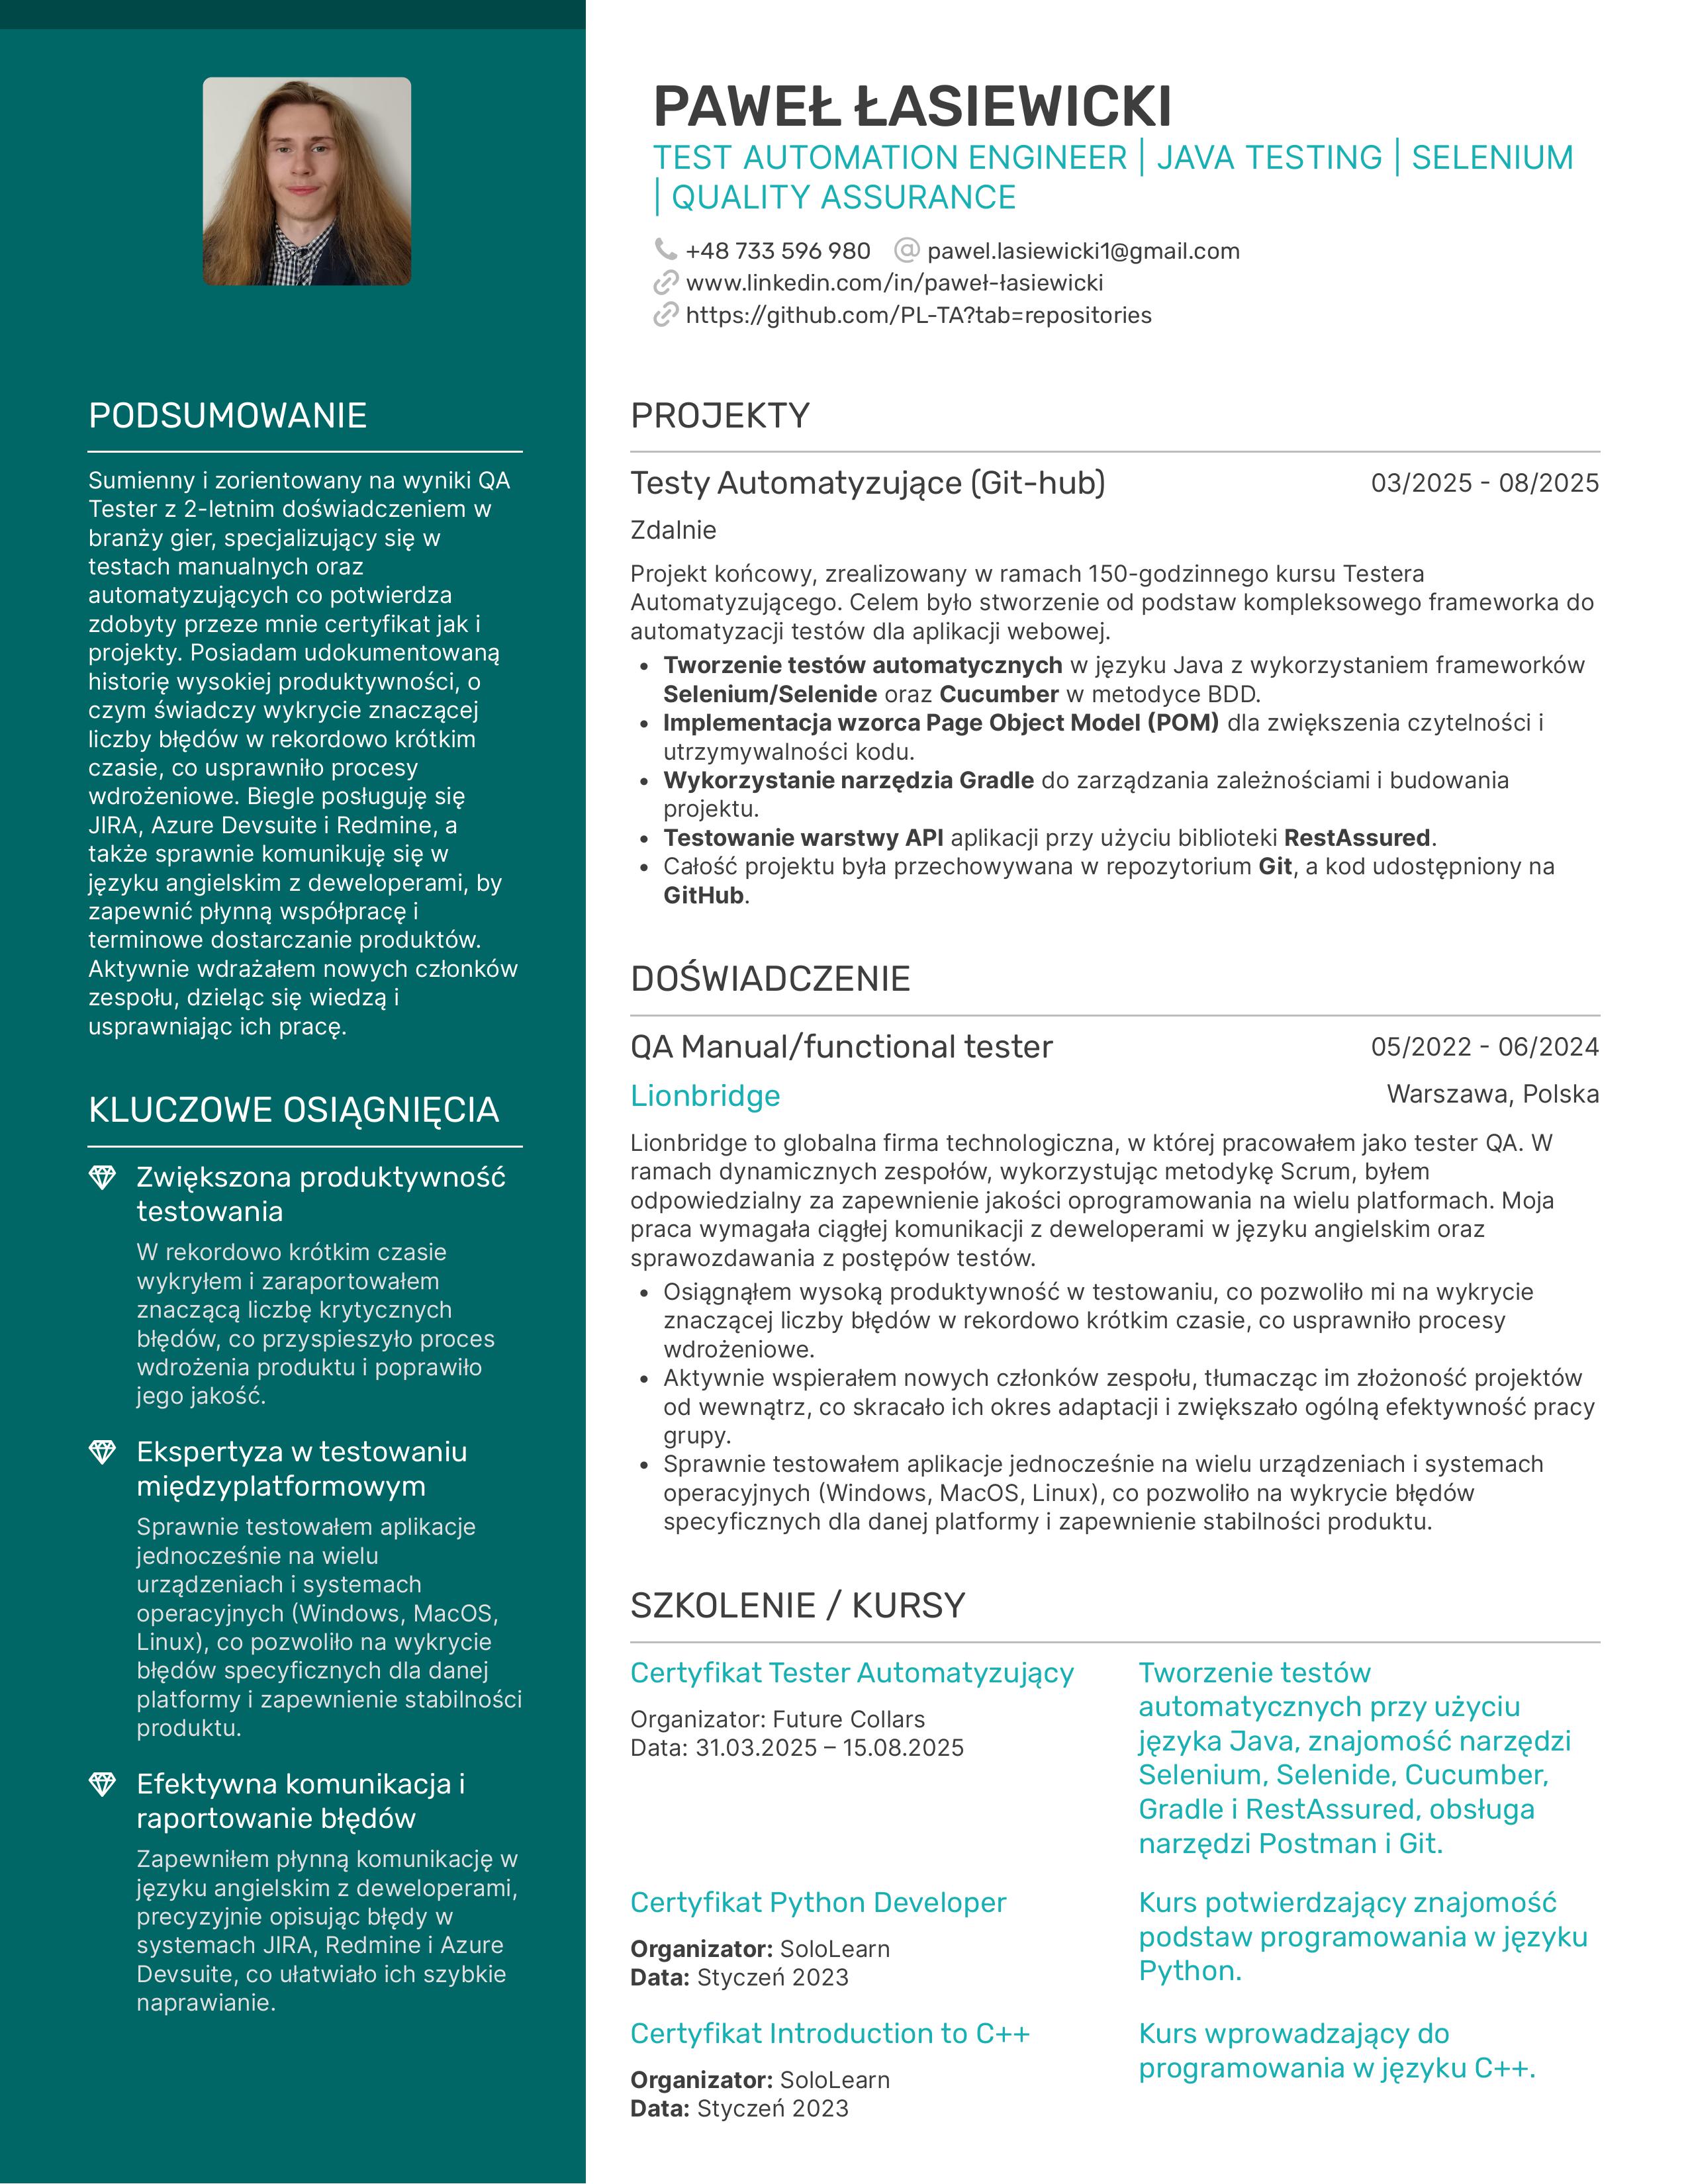 PAWEŁ ŁASIEWICKI
TEST AUTOMATION ENGINEER | JAVA TESTING | SELENIUM
| QUALITY ASSURANCE
+48 733 596 980 @ pawel.lasiewicki1@gmail.com
www.linkedin.com/in/paweł-łasiewicki
https://github.com/PL-TA?tab=repositories
PODSUMOWANIE
Sumienny i zorientowany na wyniki QA
Tester z 2-letnim doświadczeniem w
branży gier, specjalizujący się w
testach manualnych oraz
automatyzujących co potwierdza
zdobyty przeze mnie certyfikat jak i
projekty. Posiadam udokumentowaną
historię wysokiej produktywności, o
czym świadczy wykrycie znaczącej
liczby błędów w rekordowo krótkim
czasie, co usprawniło procesy
wdrożeniowe. Biegle posługuję się
JIRA, Azure Devsuite i Redmine, a
także sprawnie komunikuję się w
języku angielskim z deweloperami, by
zapewnić płynną współpracę i
terminowe dostarczanie produktów.
Aktywnie wdrażałem nowych członków
zespołu, dzieląc się wiedzą i
usprawniając ich pracę.
KLUCZOWE OSIĄGNIĘCIA
Zwiększona produktywność
testowania
W rekordowo krótkim czasie
wykryłem i zaraportowałem
znaczącą liczbę krytycznych
błędów, co przyspieszyło proces
wdrożenia produktu i poprawiło
jego jakość.
Ekspertyza w testowaniu
międzyplatformowym
Sprawnie testowałem aplikacje
jednocześnie na wielu
urządzeniach i systemach
operacyjnych (Windows, MacOS,
Linux), co pozwoliło na wykrycie
błędów specyficznych dla danej
platformy i zapewnienie stabilności
produktu.
Efektywna komunikacja i
raportowanie błędów
Zapewniłem płynną komunikację w
języku angielskim z deweloperami,
precyzyjnie opisując błędy w
systemach JIRA, Redmine i Azure
Devsuite, co ułatwiało ich szybkie
naprawianie.
PROJEKTY
Testy Automatyzujące (Git-hub) 03/2025 - 08/2025
Zdalnie
Projekt końcowy, zrealizowany w ramach 150-godzinnego kursu Testera
Automatyzującego. Celem było stworzenie od podstaw kompleksowego frameworka do
automatyzacji testów dla aplikacji webowej.
• Tworzenie testów automatycznych w języku Java z wykorzystaniem frameworków
Selenium/Selenide oraz Cucumber w metodyce BDD.
• Implementacja wzorca Page Object Model (POM) dla zwiększenia czytelności i
utrzymywalności kodu.
• Wykorzystanie narzędzia Gradle do zarządzania zależnościami i budowania
projektu.
• Testowanie warstwy API aplikacji przy użyciu biblioteki RestAssured.
• Całość projektu była przechowywana w repozytorium Git, a kod udostępniony na
GitHub.
DOŚWIADCZENIE
QA Manual/functional tester 05/2022 - 06/2024
Lionbridge Warszawa, Polska
Lionbridge to globalna firma technologiczna, w której pracowałem jako tester QA. W
ramach dynamicznych zespołów, wykorzystując metodykę Scrum, byłem
odpowiedzialny za zapewnienie jakości oprogramowania na wielu platformach. Moja
praca wymagała ciągłej komunikacji z deweloperami w języku angielskim oraz
sprawozdawania z postępów testów.
• Osiągnąłem wysoką produktywność w testowaniu, co pozwoliło mi na wykrycie
znaczącej liczby błędów w rekordowo krótkim czasie, co usprawniło procesy
wdrożeniowe.
• Aktywnie wspierałem nowych członków zespołu, tłumacząc im złożoność projektów
od wewnątrz, co skracało ich okres adaptacji i zwiększało ogólną efektywność pracy
grupy.
• Sprawnie testowałem aplikacje jednocześnie na wielu urządzeniach i systemach
operacyjnych (Windows, MacOS, Linux), co pozwoliło na wykrycie błędów
specyficznych dla danej platformy i zapewnienie stabilności produktu.
SZKOLENIE / KURSY
Certyfikat Tester Automatyzujący
Organizator: Future Collars
Data: 31.03.2025 – 15.08.2025
Tworzenie testów
automatycznych przy użyciu
języka Java, znajomość narzędzi
Selenium, Selenide, Cucumber,
Gradle i RestAssured, obsługa
narzędzi Postman i Git.
Certyfikat Python Developer
Organizator: SoloLearn
Data: Styczeń 2023
Kurs potwierdzający znajomość
podstaw programowania w języku
Python.
Certyfikat Introduction to C++
Organizator: SoloLearn
Data: Styczeń 2023
Kurs wprowadzający do
programowania w języku C++.